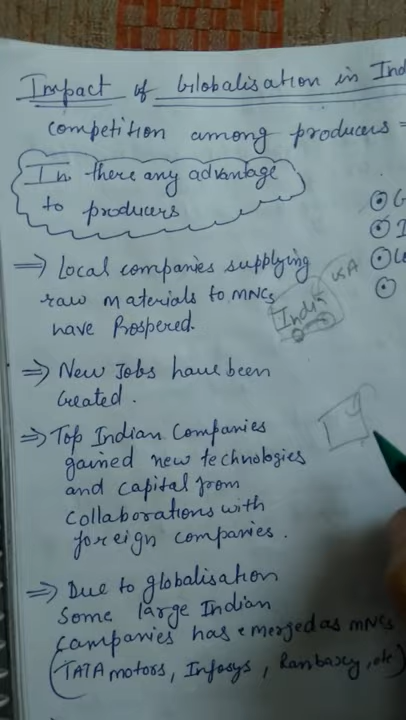 Impact of Globalisation in Ind
competition among producers =
In there any advantage
to producers
⇒ Local companies supplying
raw materials to MNCs
have Prospered.
India
USA
⇒ New Jobs have been
Created.
⇒ Top Indian Companies
gained new technologies
and capital from
Collaborations with
foreign companies.
⇒ Due to globalisation
Some large Indian
Campanies has emerged as MNCs
(TATA motors, Infosys, Ranbaxy, etc)